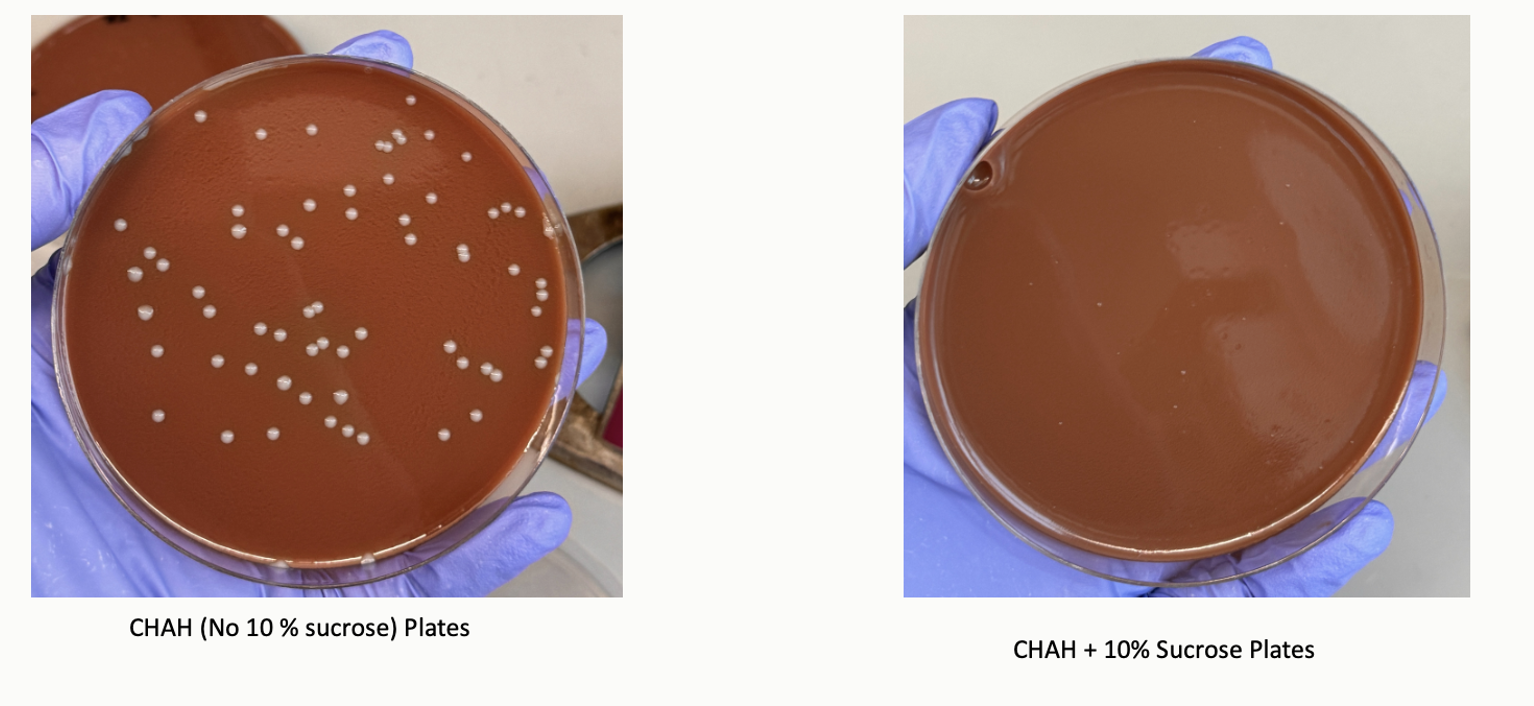 CHAH (No 10 % sucrose) Plates
CHAH + 10% Sucrose Plates